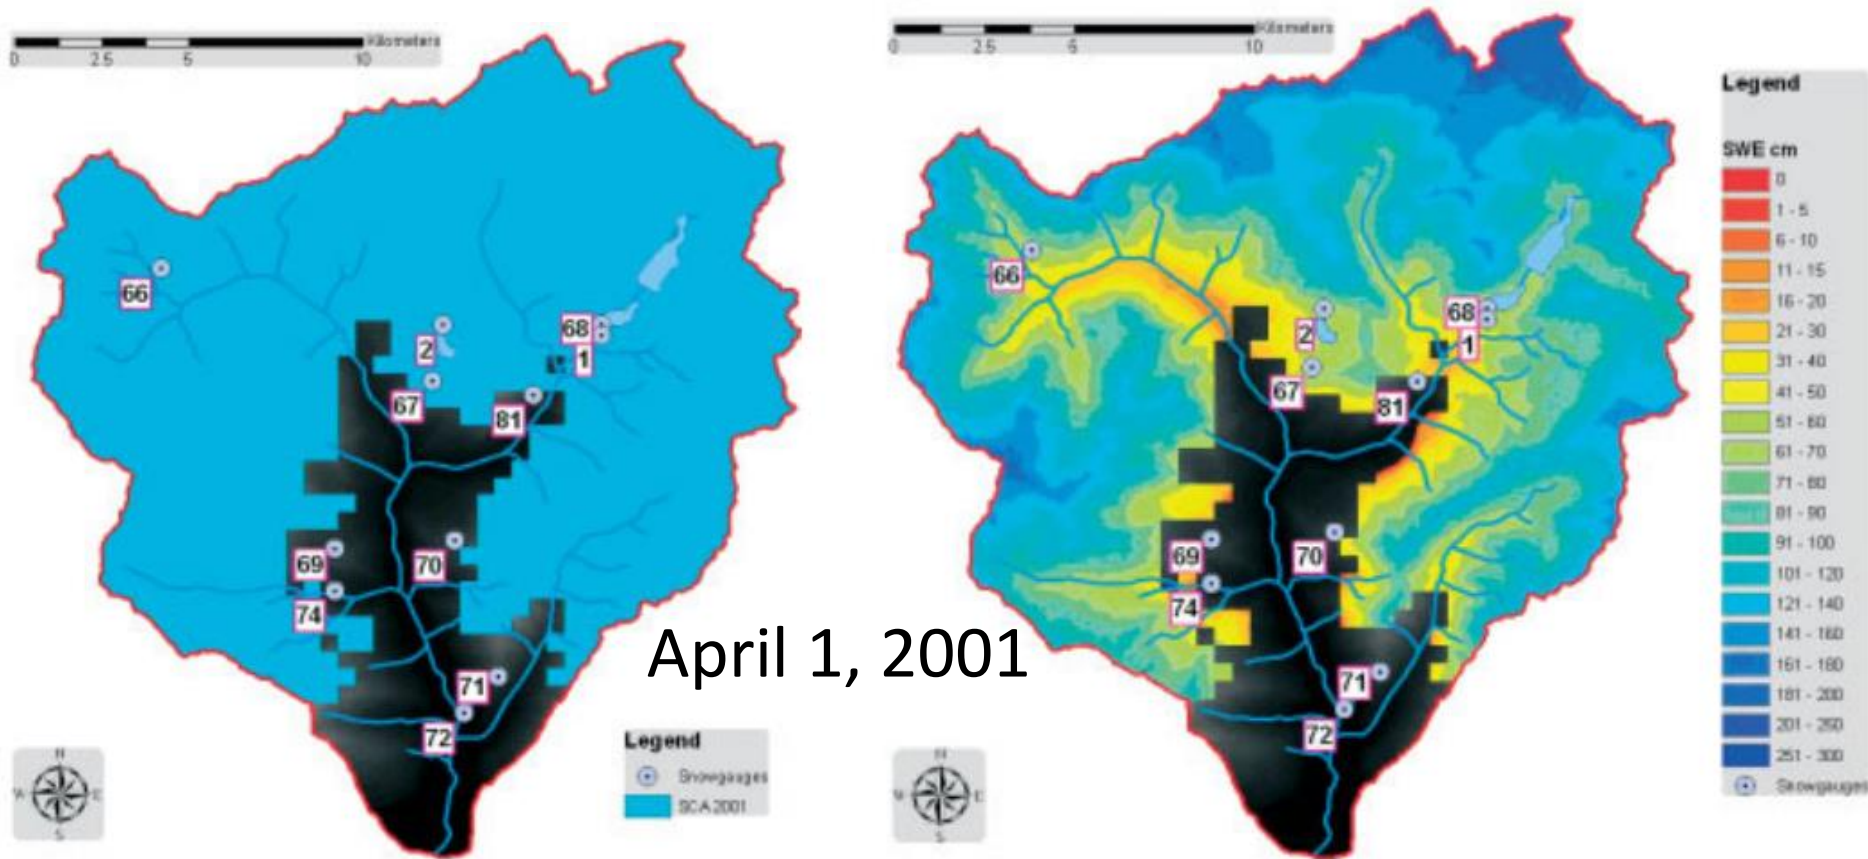 Kilometers
0 2.5 5 10
66
2
68
1
67
81
69
70
74
71
72
N
W E
S
Legend
Snowgauges
SCA 2001
April 1, 2001
Kilometers
0 2.5 5 10
66
2
68
1
67
81
69
70
74
71
72
N
W E
S
Legend
SWE cm
0
1 - 5
6 - 10
11 - 15
16 - 20
21 - 30
31 - 40
41 - 50
51 - 60
61 - 70
71 - 80
81 - 90
91 - 100
101 - 120
121 - 140
141 - 160
161 - 180
181 - 200
201 - 250
251 - 300
Snowgauges